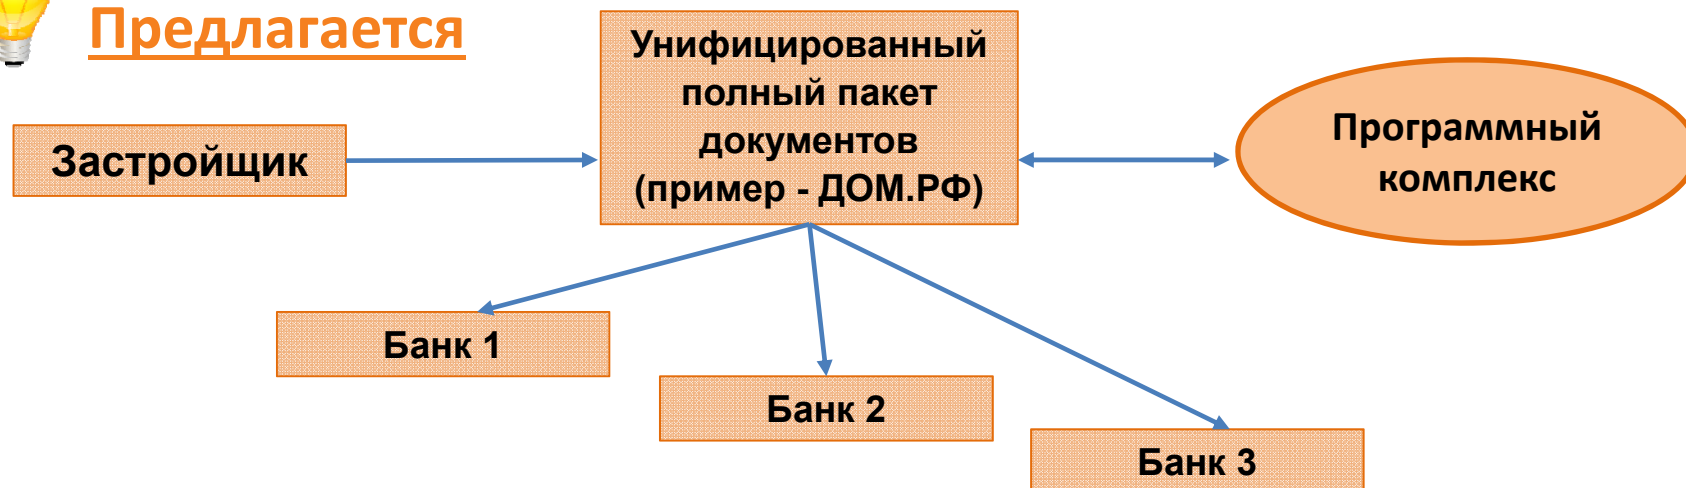 Предлагается
Унифицированный
полный пакет
документов
(пример - ДОМ.РФ)
Застройщик
Программный
комплекс
Банк 1
Банк 2
Банк 3